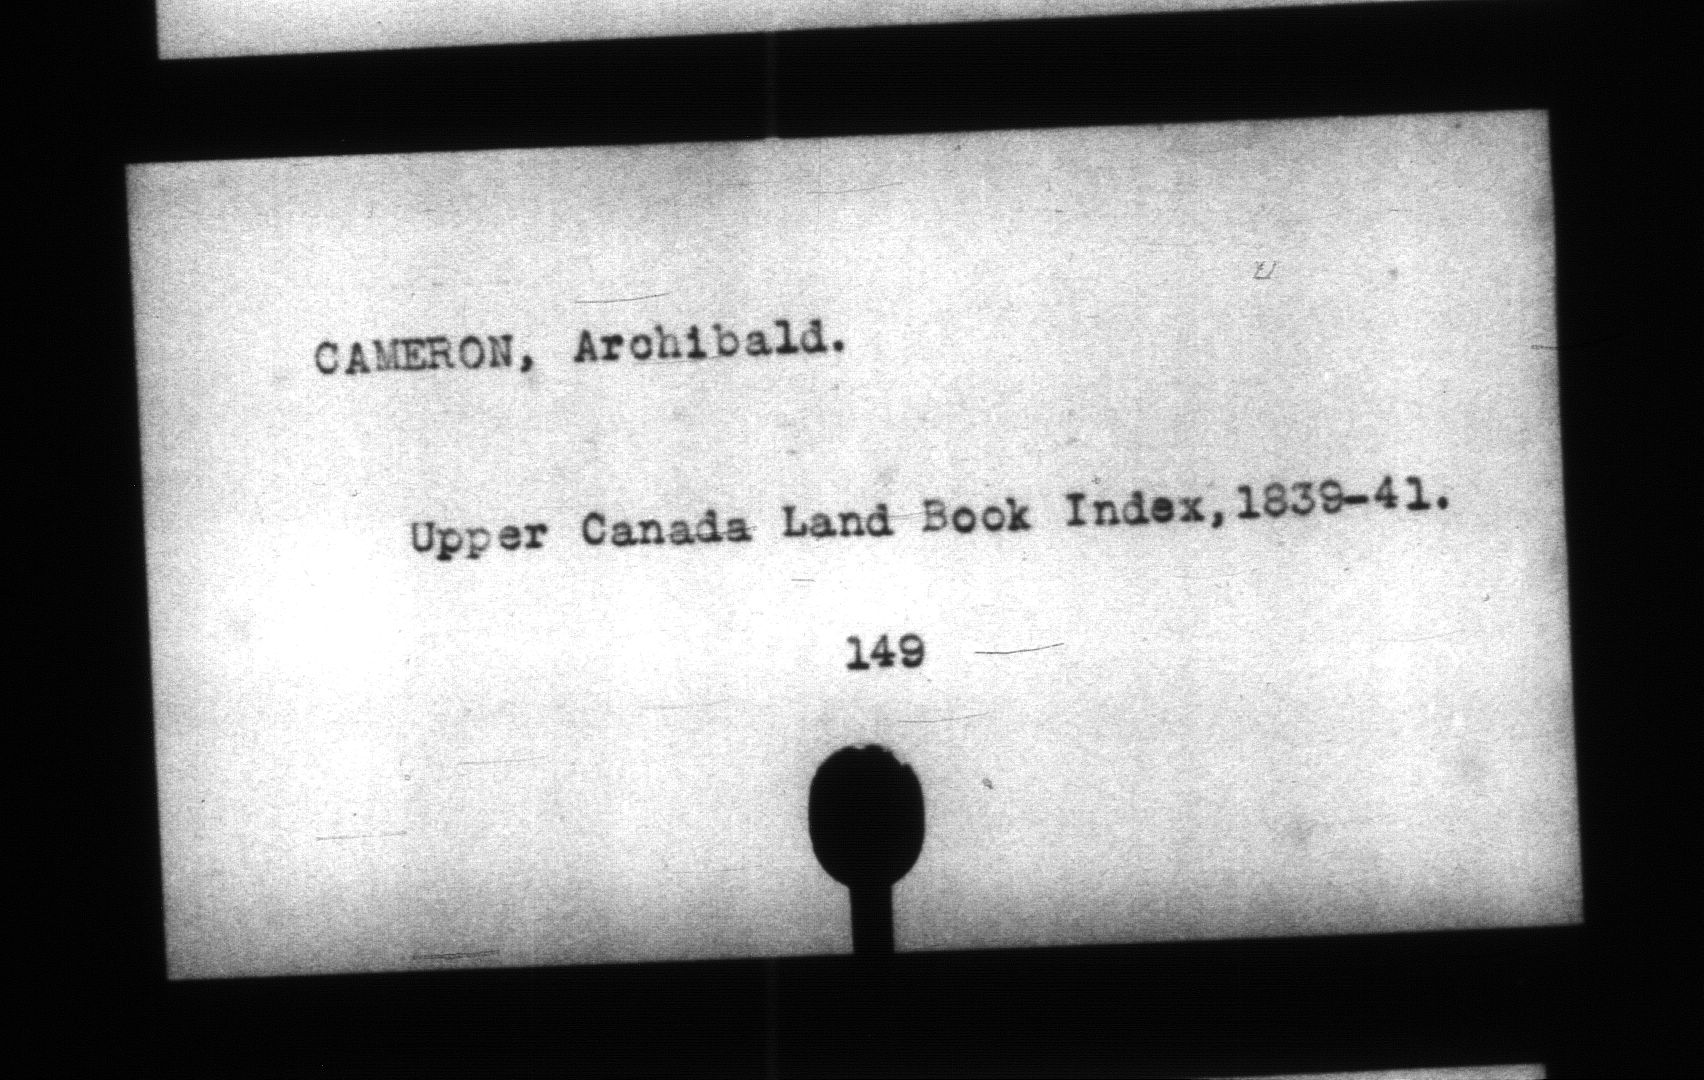 CAMERON, Archibald.
Upper Canada Land Book Index,1839-41.
149